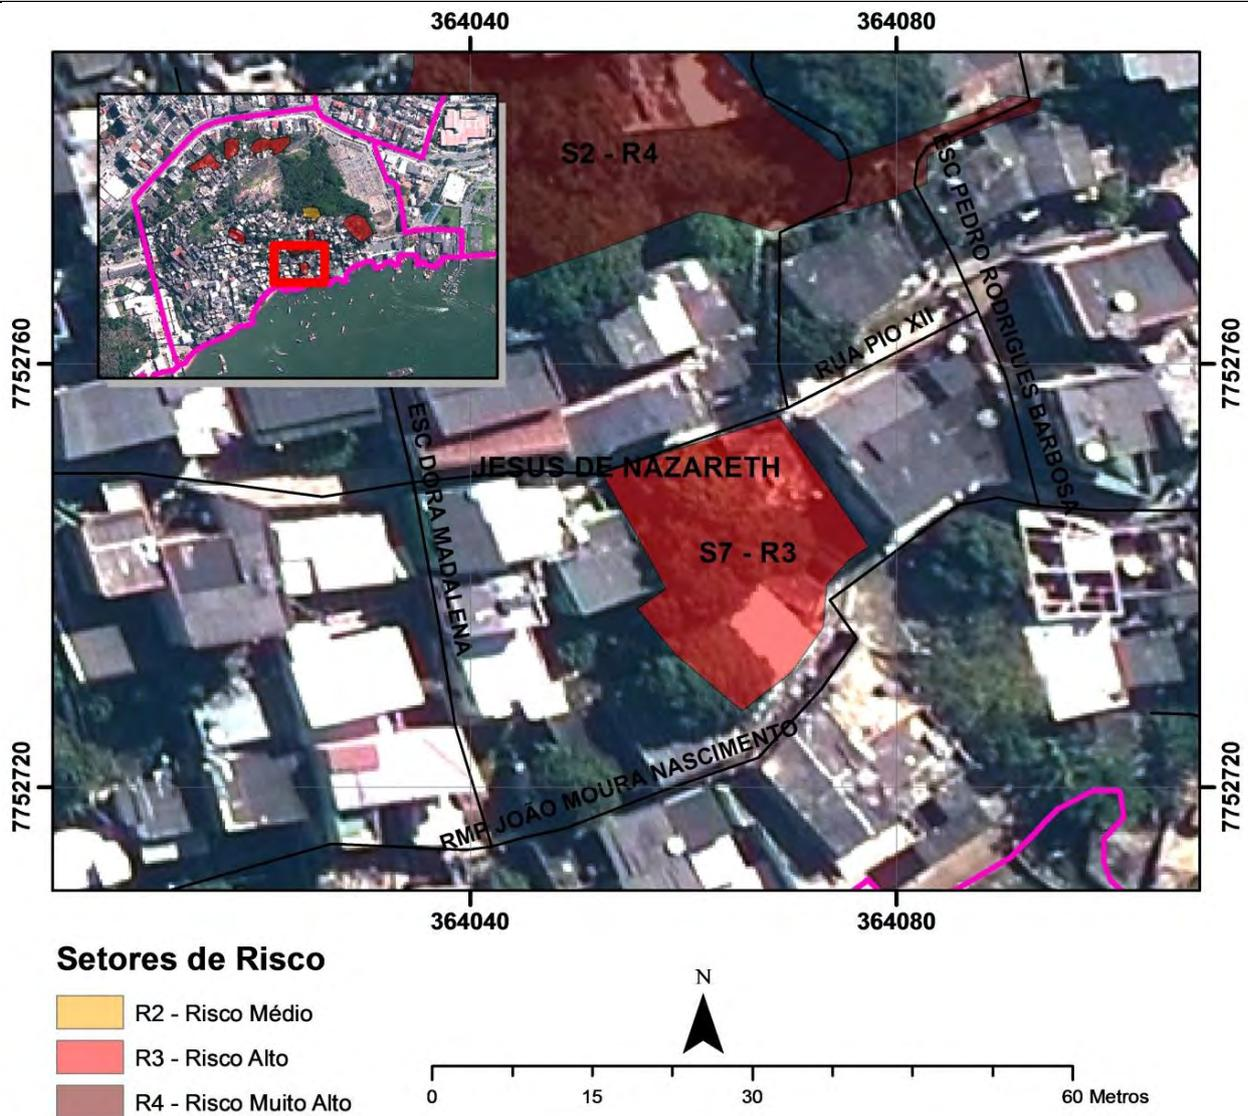 364040
364080
S2 - R4
ESC PEDRO RODRIGUES BARBOSA
7752760
7752760
RUA PIO XII
ESC DORA MADALENA
JESUS DE NAZARETH
S7 - R3
7752720
7752720
RMP JOÃO MOURA NASCIMENTO
364040
364080
Setores de Risco
R2 - Risco Médio
R3 - Risco Alto
R4 - Risco Muito Alto
N
0 15 30 60 Metros